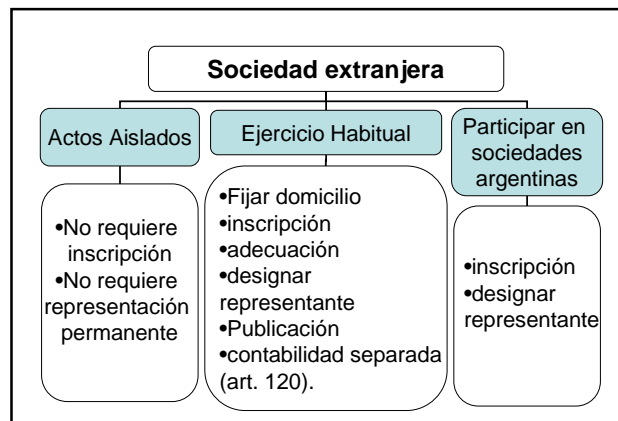 Sociedad extranjera
Actos Aislados
•No requiere
inscripción
•No requiere
representación
permanente
Ejercicio Habitual
•Fijar domicilio
•inscripción
•adecuación
•designar
representante
•Publicación
•contabilidad separada
(art. 120).
Participar en
sociedades
argentinas
•inscripción
•designar
representante